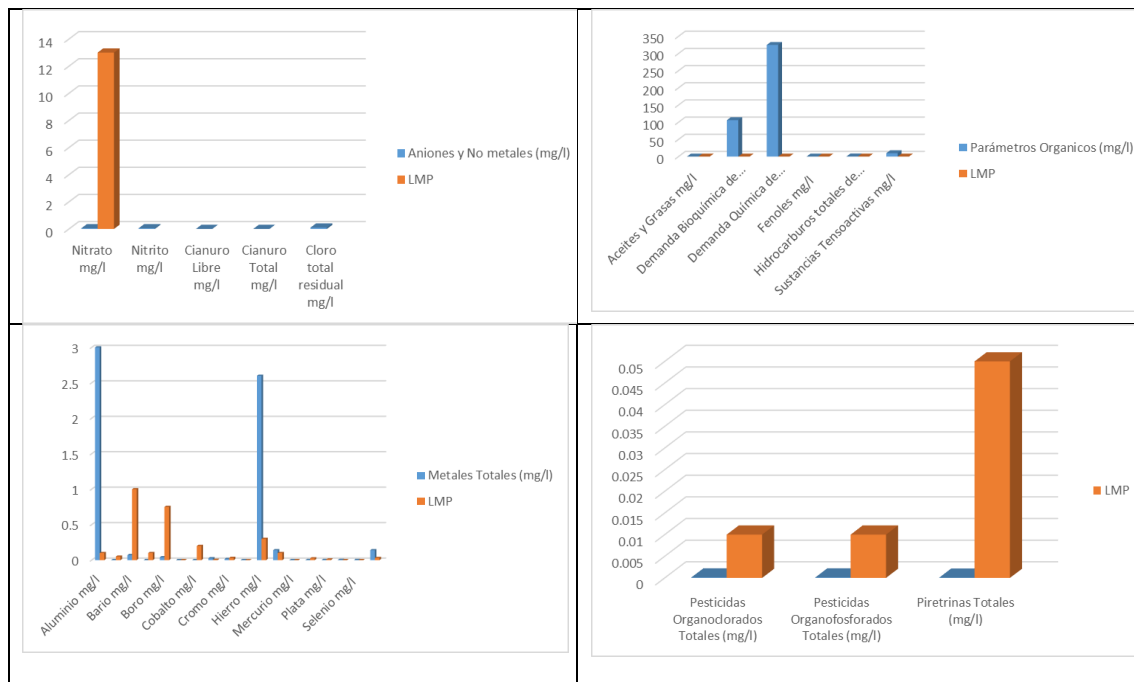 14
12
10
8
6
4
2
0
Nitrato
mg/l
Nitrito
mg/l
Cianuro
Libre
mg/l
Cianuro
Total
mg/l
Cloro
total
residual
mg/l
Aniones y No metales (mg/l)
LMP
350
300
250
200
150
100
50
0
Aceites y Grasas mg/l
Demanda Bioquímica de...
Demanda Química de...
Fenoles mg/l
Hidrocarburos totales de...
Sustancias Tensoactivas mg/l
Parámetros Organicos (mg/l)
LMP
3
2.5
2
1.5
1
0.5
0
Aluminio mg/l
Bario mg/l
Boro mg/l
Cobalto mg/l
Cromo mg/l
Hierro mg/l
Mercurio mg/l
Plata mg/l
Selenio mg/l
Metales Totales (mg/l)
LMP
0.05
0.045
0.04
0.035
0.03
0.025
0.02
0.015
0.01
0.005
0
Pesticidas
Organoclorados
Totales (mg/l)
Pesticidas
Organofosforados
Totales (mg/l)
Piretrinas Totales
(mg/l)
LMP